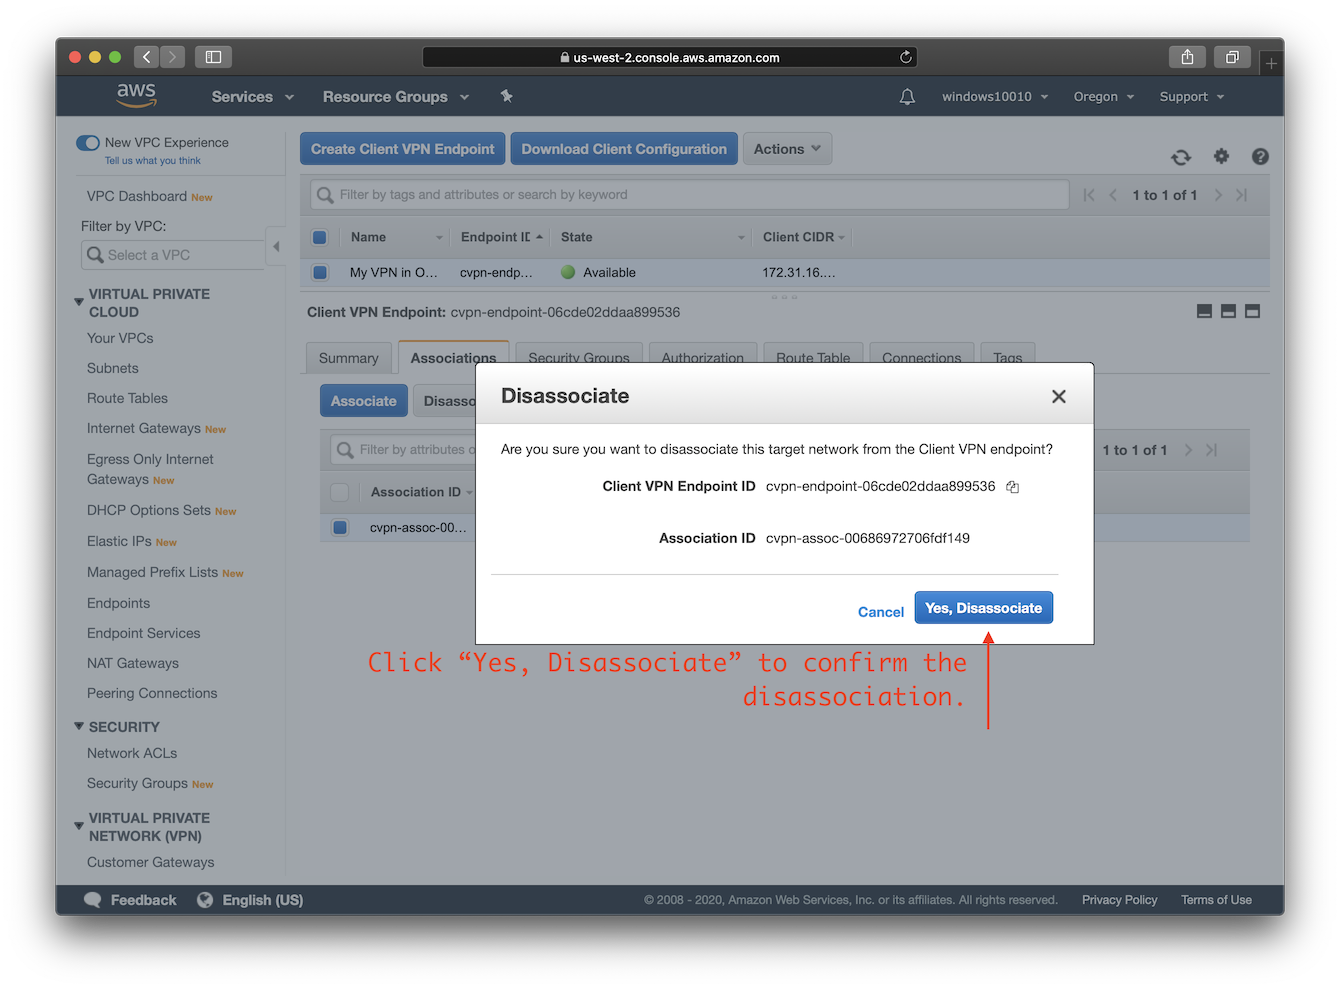 us-west-2.console.aws.amazon.com
aws
Services
Resource Groups
windows10010
Oregon
Support
New VPC Experience
Tell us what you think
VPC Dashboard New
Filter by VPC:
Select a VPC
VIRTUAL PRIVATE
CLOUD
Your VPCs
Subnets
Route Tables
Internet Gateways New
Egress Only Internet
Gateways New
DHCP Options Sets New
Elastic IPs New
Managed Prefix Lists New
Endpoints
Endpoint Services
NAT Gateways
Peering Connections
SECURITY
Network ACLs
Security Groups New
VIRTUAL PRIVATE
NETWORK (VPN)
Customer Gateways
Create Client VPN Endpoint
Download Client Configuration
Actions
Filter by tags and attributes or search by keyword
1 to 1 of 1
Name Endpoint ID State Client CIDR
My VPN in O... cvpn-endp... Available 172.31.16....
Client VPN Endpoint: cvpn-endpoint-06cde02ddaa899536
Summary Associations Security Groups Authorization Route Table Connections Tags
Associate Disasso
Filter by attributes o
1 to 1 of 1
Association ID
cvpn-assoc-00...
Disassociate
Are you sure you want to disassociate this target network from the Client VPN endpoint?
Client VPN Endpoint ID cvpn-endpoint-06cde02ddaa899536
Association ID cvpn-assoc-00686972706fdf149
Cancel
Yes, Disassociate
Click “Yes, Disassociate” to confirm the
disassociation.
Feedback
English (US)
© 2008 - 2020, Amazon Web Services, Inc. or its affiliates. All rights reserved.
Privacy Policy
Terms of Use